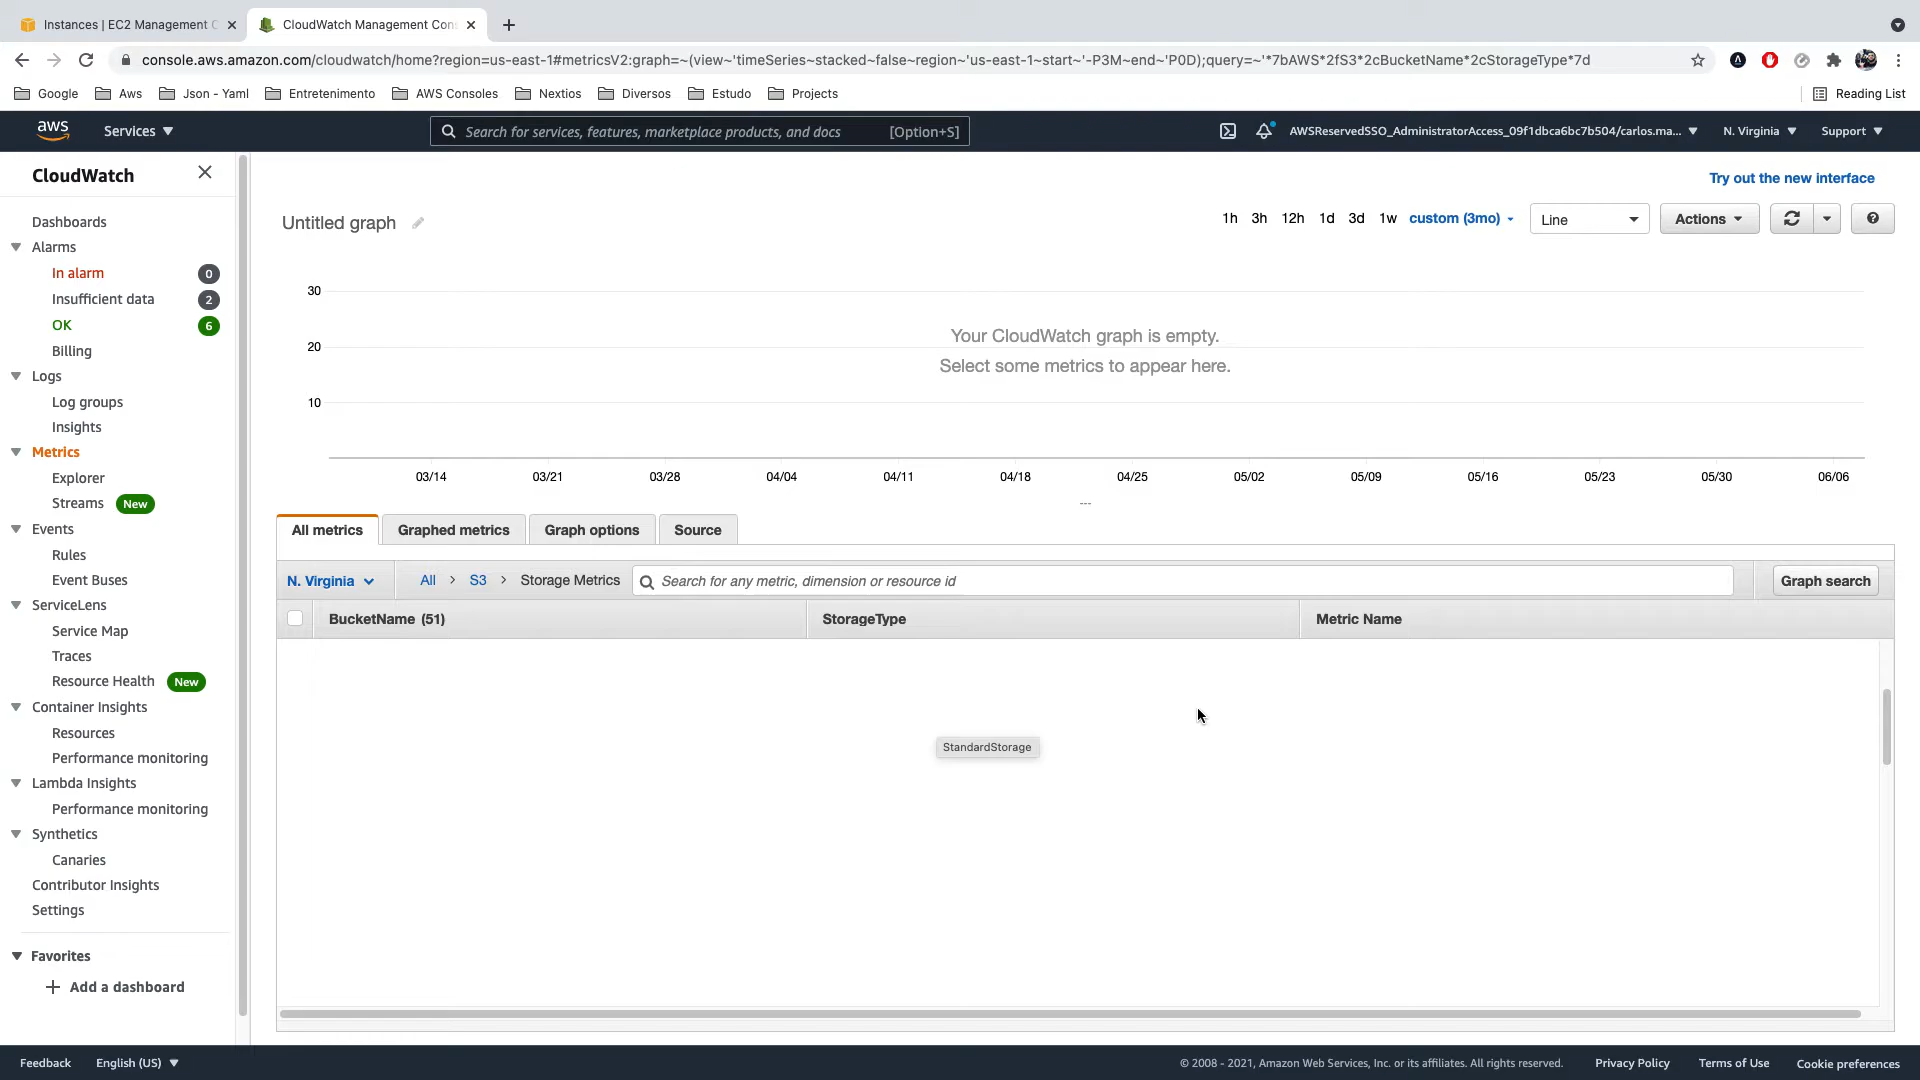 Instances | EC2 Management C
CloudWatch Management Con
console.aws.amazon.com/cloudwatch/home?region=us-east-1#metricsV2:graph=~(view~'timeSeries~stacked~false~region~'us-east-1~start~'-P3M~end~'P0D);query=~'*7bAWS*2fS3*2cBucketName*2cStorageType*7d
Google
Aws
Json - Yaml
Entretenimento
AWS Consoles
Nextios
Diversos
Estudo
Projects
Reading List
aws
Services
Search for services, features, marketplace products, and docs [Option+S]
AWSReservedSSO_AdministratorAccess_09f1dbca6bc7b504/carlos.ma...
N. Virginia
Support
CloudWatch
Dashboards
Alarms
In alarm 0
Insufficient data 2
OK 6
Billing
Logs
Log groups
Insights
Metrics
Explorer
Streams New
Events
Rules
Event Buses
ServiceLens
Service Map
Traces
Resource Health New
Container Insights
Resources
Performance monitoring
Lambda Insights
Performance monitoring
Synthetics
Canaries
Contributor Insights
Settings
Favorites
Add a dashboard
Try out the new interface
Untitled graph
1h 3h 12h 1d 3d 1w custom (3mo)
Line
Actions
30
20
10
Your CloudWatch graph is empty.
Select some metrics to appear here.
03/14 03/21 03/28 04/04 04/11 04/18 04/25 05/02 05/09 05/16 05/23 05/30 06/06
---
All metrics
Graphed metrics
Graph options
Source
N. Virginia
All > S3 > Storage Metrics
Search for any metric, dimension or resource id
Graph search
BucketName (51)
StorageType
Metric Name
StandardStorage
Feedback
English (US)
© 2008 - 2021, Amazon Web Services, Inc. or its affiliates. All rights reserved.
Privacy Policy
Terms of Use
Cookie preferences